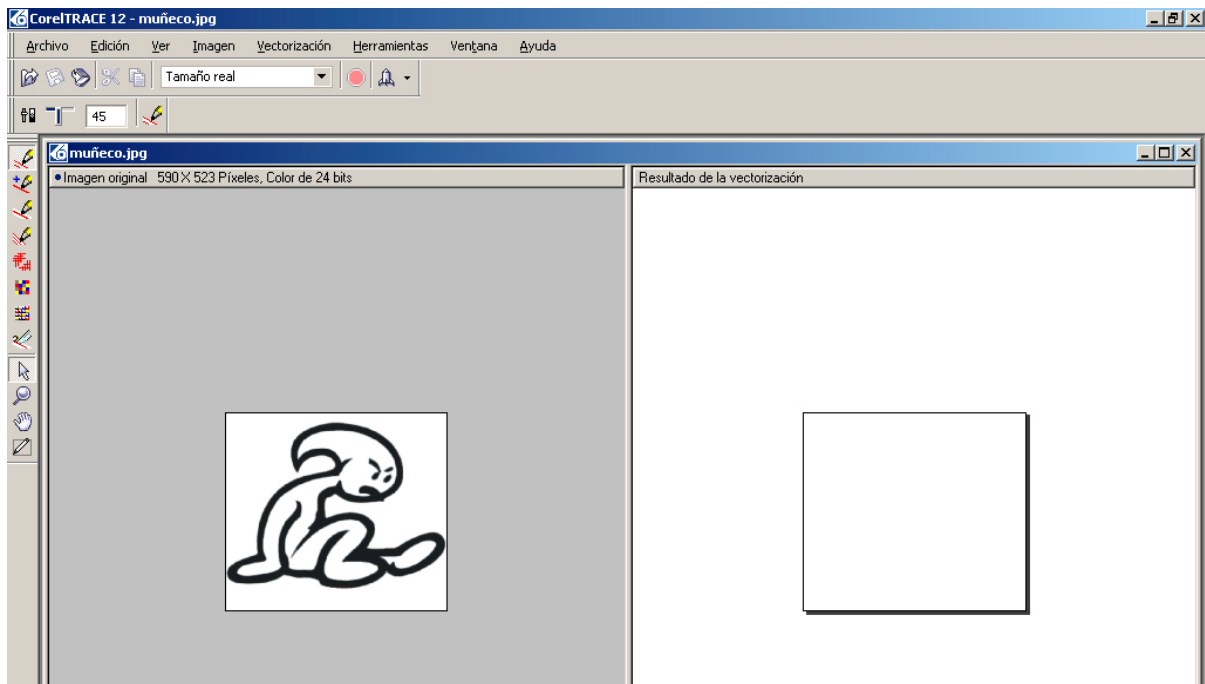 CorelTRACE 12 - muñeco.jpg
Archivo Edición Ver Imagen Vectorización Herramientas Ventana Ayuda
Tamaño real
45
muñeco.jpg
Imagen original 590 X 523 Píxeles, Color de 24 bits
Resultado de la vectorización